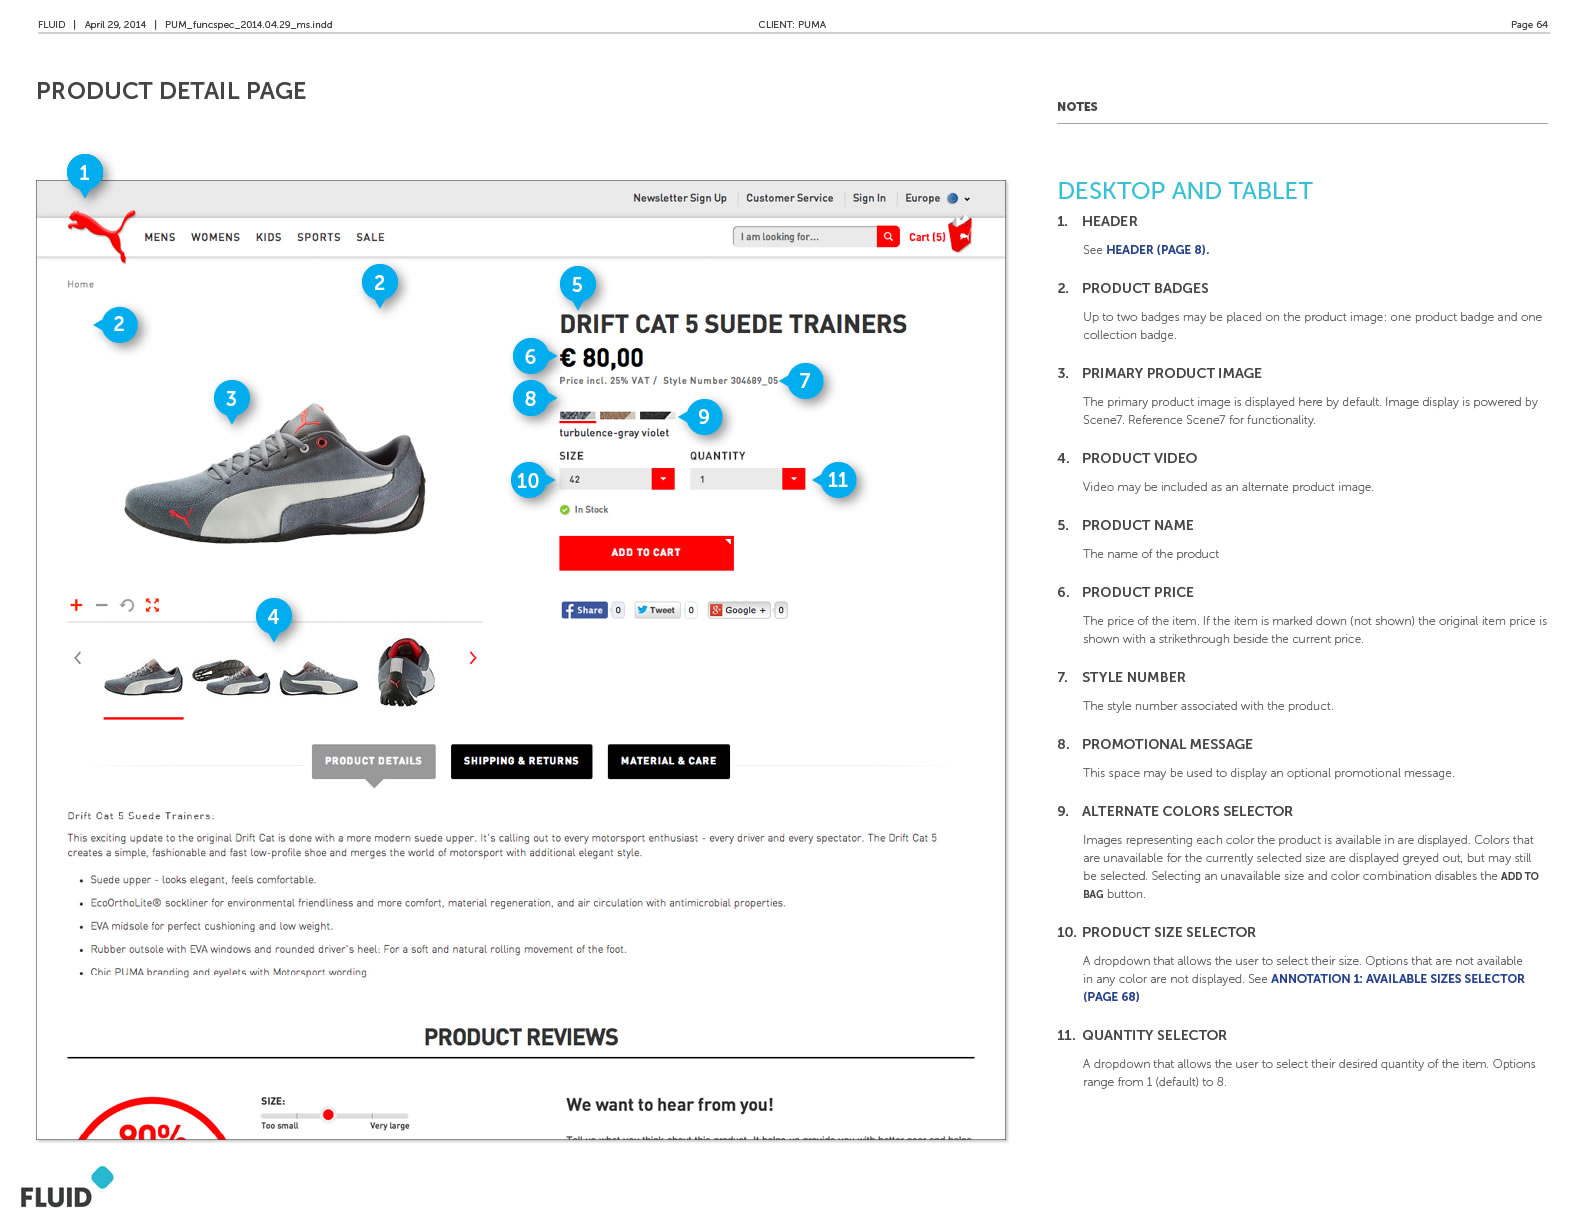 FLUID | April 29, 2014 | PUM_funcspec_2014.04.29_ms.indd
CLIENT: PUMA
Page 64
PRODUCT DETAIL PAGE
1
Newsletter Sign Up
Customer Service
Sign In
Europe
MENS WOMENS KIDS SPORTS SALE
I am looking for...
Cart (5)
Home
2
2
3
5
DRIFT CAT 5 SUEDE TRAINERS
6
€ 80,00
Price incl. 25% VAT / Style Number 304689_05
7
8
9
turbulence-gray violet
SIZE
QUANTITY
10
42
1
11
In Stock
ADD TO CART
Share 0
Tweet 0
Google + 0
4
PRODUCT DETAILS
SHIPPING & RETURNS
MATERIAL & CARE
Drift Cat 5 Suede Trainers.
This exciting update to the original Drift Cat is done with a more modern suede upper. It's calling out to every motorsport enthusiast - every driver and every spectator. The Drift Cat 5
creates a simple, fashionable and fast low-profile shoe and merges the world of motorsport with additional elegant style.
• Suede upper - looks elegant, feels comfortable.
• EcoOrthoLite® sockliner for environmental friendliness and more comfort, material regeneration, and air circulation with antimicrobial properties.
• EVA midsole for perfect cushioning and low weight.
• Rubber outsole with EVA windows and rounded driver's heel: For a soft and natural rolling movement of the foot.
• Chic PUMA branding and eyelets with Motorsport wording
PRODUCT REVIEWS
90%
SIZE:
Too small
Very large
We want to hear from you!
Tell us what you think about this product. It helps us provide you with better gear and helps
FLUID
NOTES
DESKTOP AND TABLET
1. HEADER
See HEADER (PAGE 8).
2. PRODUCT BADGES
Up to two badges may be placed on the product image: one product badge and one
collection badge.
3. PRIMARY PRODUCT IMAGE
The primary product image is displayed here by default. Image display is powered by
Scene7. Reference Scene7 for functionality.
4. PRODUCT VIDEO
Video may be included as an alternate product image.
5. PRODUCT NAME
The name of the product
6. PRODUCT PRICE
The price of the item. If the item is marked down (not shown) the original item price is
shown with a strikethrough beside the current price.
7. STYLE NUMBER
The style number associated with the product.
8. PROMOTIONAL MESSAGE
This space may be used to display an optional promotional message.
9. ALTERNATE COLORS SELECTOR
Images representing each color the product is available in are displayed. Colors that
are unavailable for the currently selected size are displayed greyed out, but may still
be selected. Selecting an unavailable size and color combination disables the ADD TO
BAG button.
10. PRODUCT SIZE SELECTOR
A dropdown that allows the user to select their size. Options that are not available
in any color are not displayed. See ANNOTATION 1: AVAILABLE SIZES SELECTOR
(PAGE 68)
11. QUANTITY SELECTOR
A dropdown that allows the user to select their desired quantity of the item. Options
range from 1 (default) to 8.